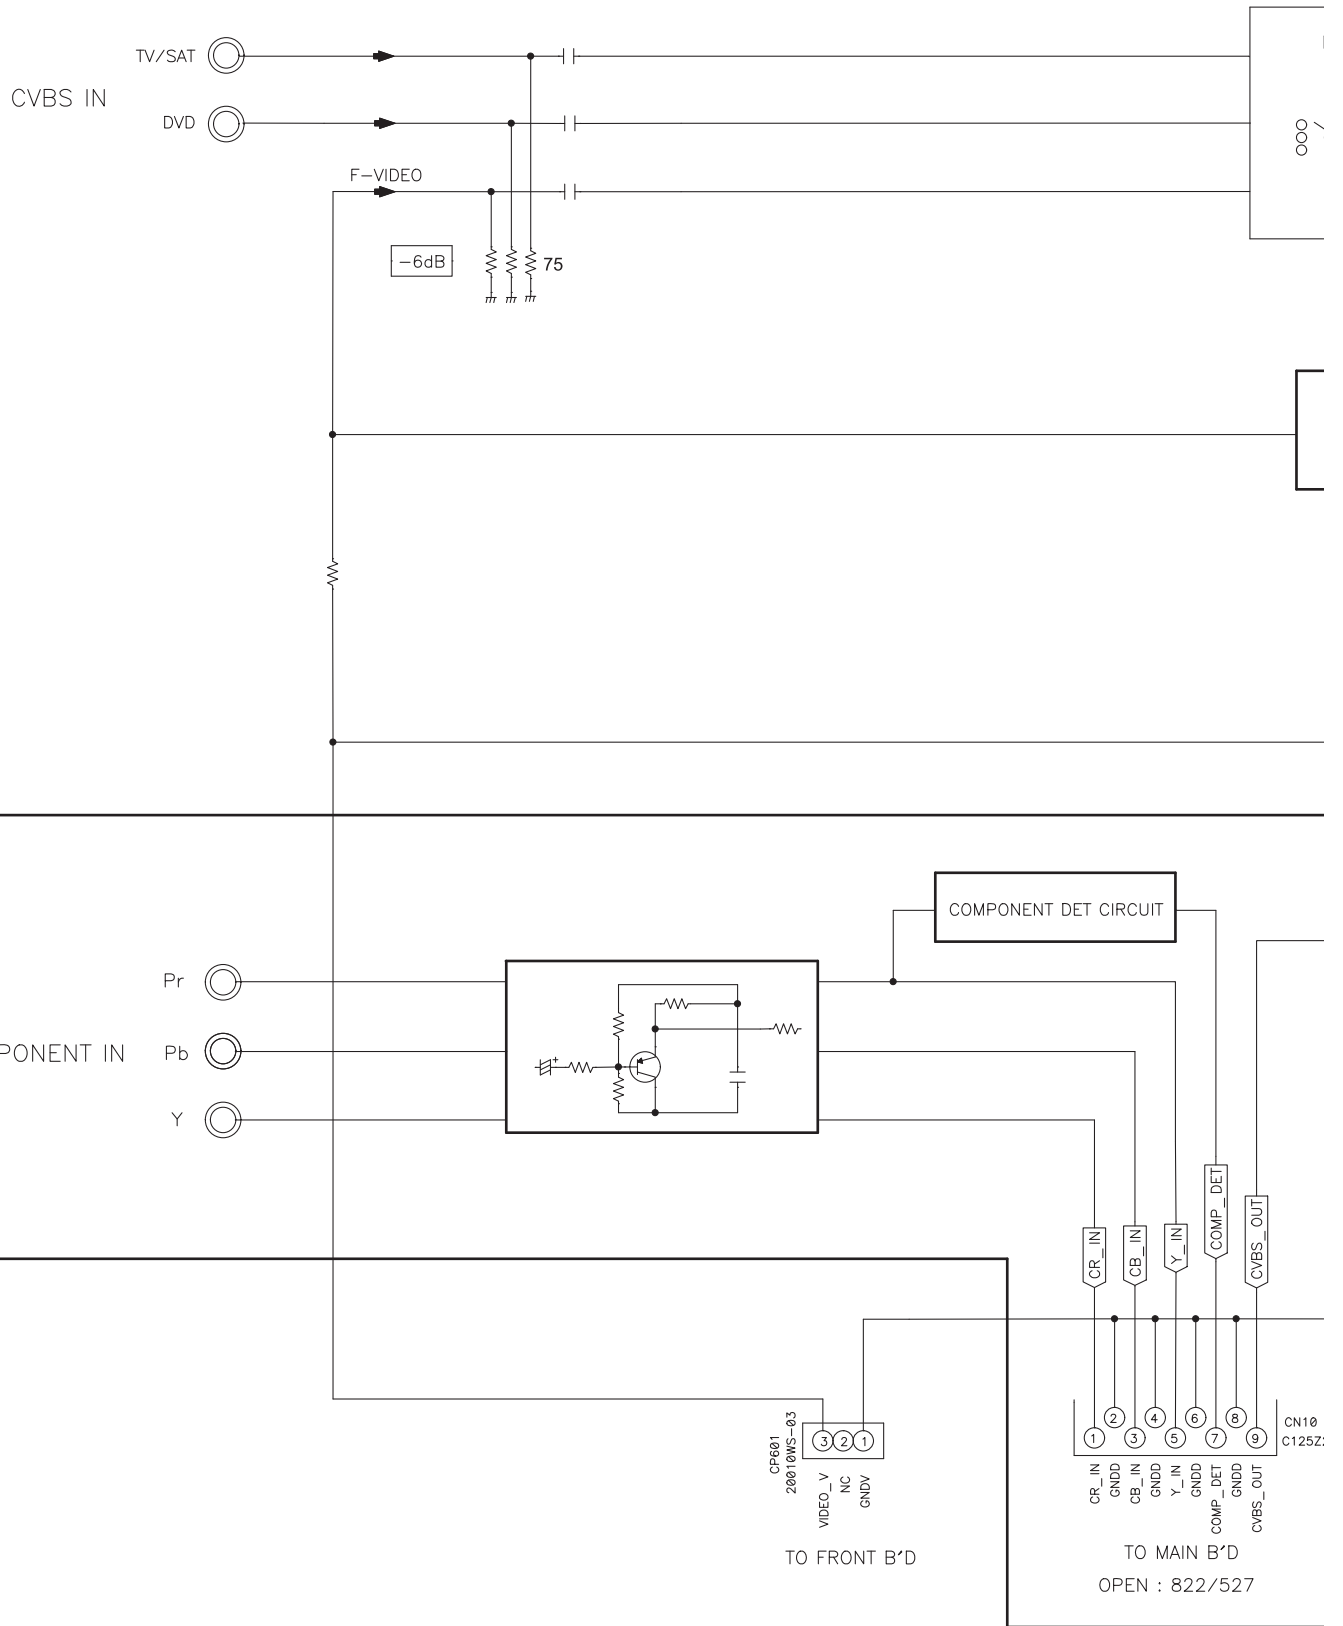 TV/SAT
CVBS IN
DVD
F-VIDEO
-6dB
75
COMPONENT DET CIRCUIT
Pr
PONENT IN
Pb
Y
+
CR_IN
CB_IN
Y_IN
COMP_DET
CVBS_OUT
CP601
20010WS-03
3 2 1
VIDEO_V
NC
GNDV
TO FRONT B'D
2 4 6 8
1 3 5 7 9
CN10
C125Z
CR_IN
GNDD
CB_IN
GNDD
Y_IN
GNDD
COMP_DET
GNDD
CVBS_OUT
TO MAIN B'D
OPEN : 822/527